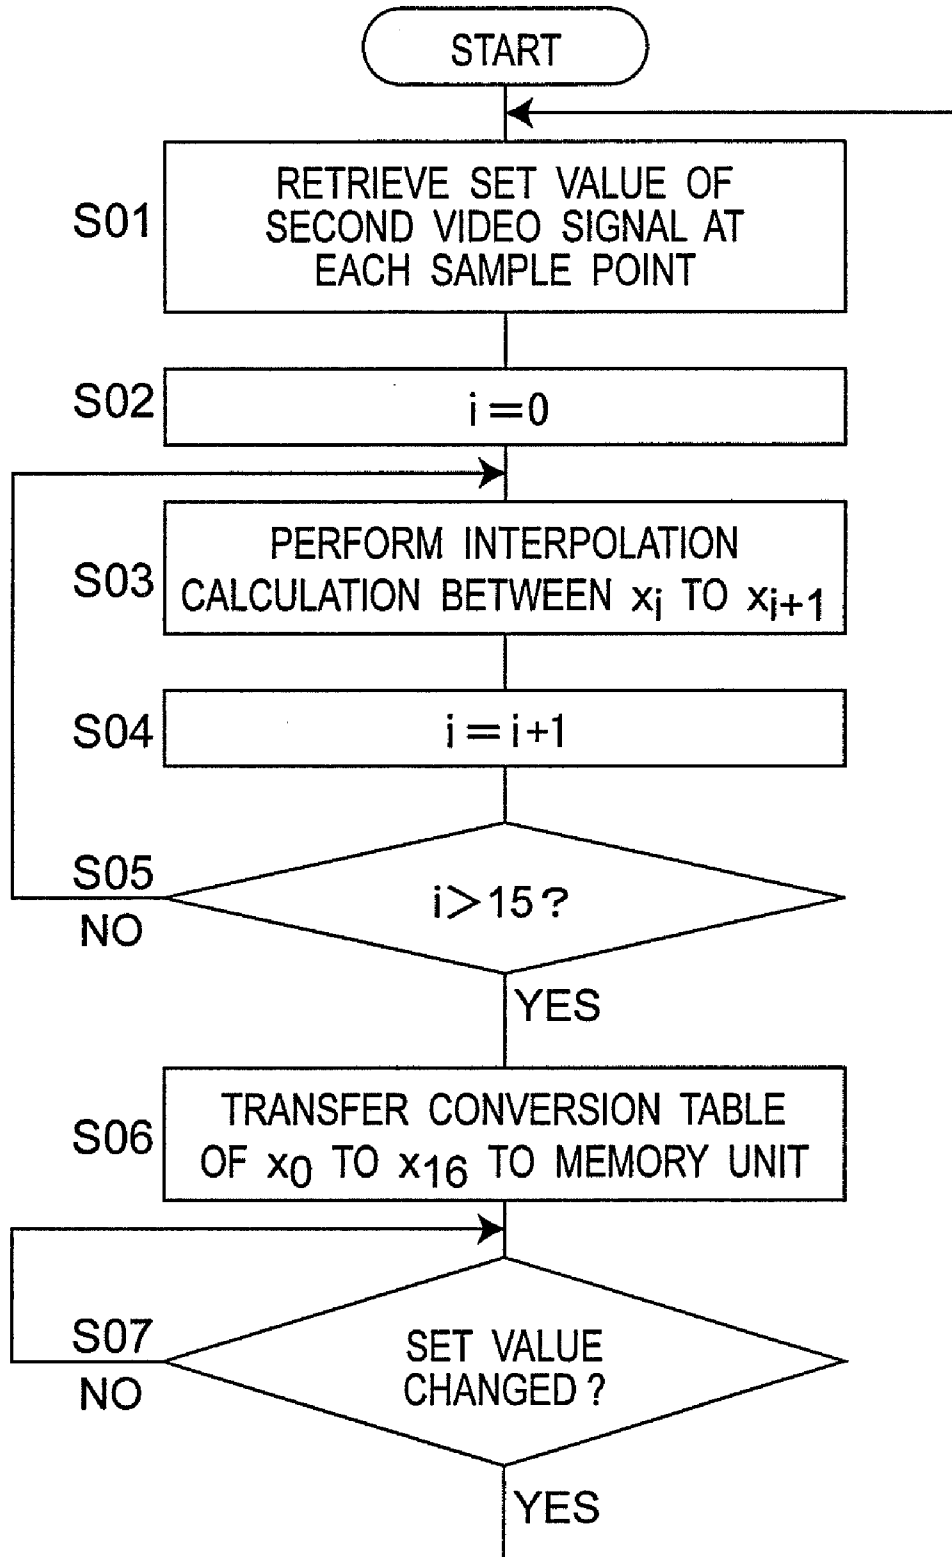 START
S01
RETRIEVE SET VALUE OF
SECOND VIDEO SIGNAL AT
EACH SAMPLE POINT
S02
i=0
S03
PERFORM INTERPOLATION
CALCULATION BETWEEN xi TO xi+1
S04
i=i+1
S05
i>15?
NO
YES
S06
TRANSFER CONVERSION TABLE
OF x0 TO x16 TO MEMORY UNIT
S07
SET VALUE
CHANGED?
NO
YES